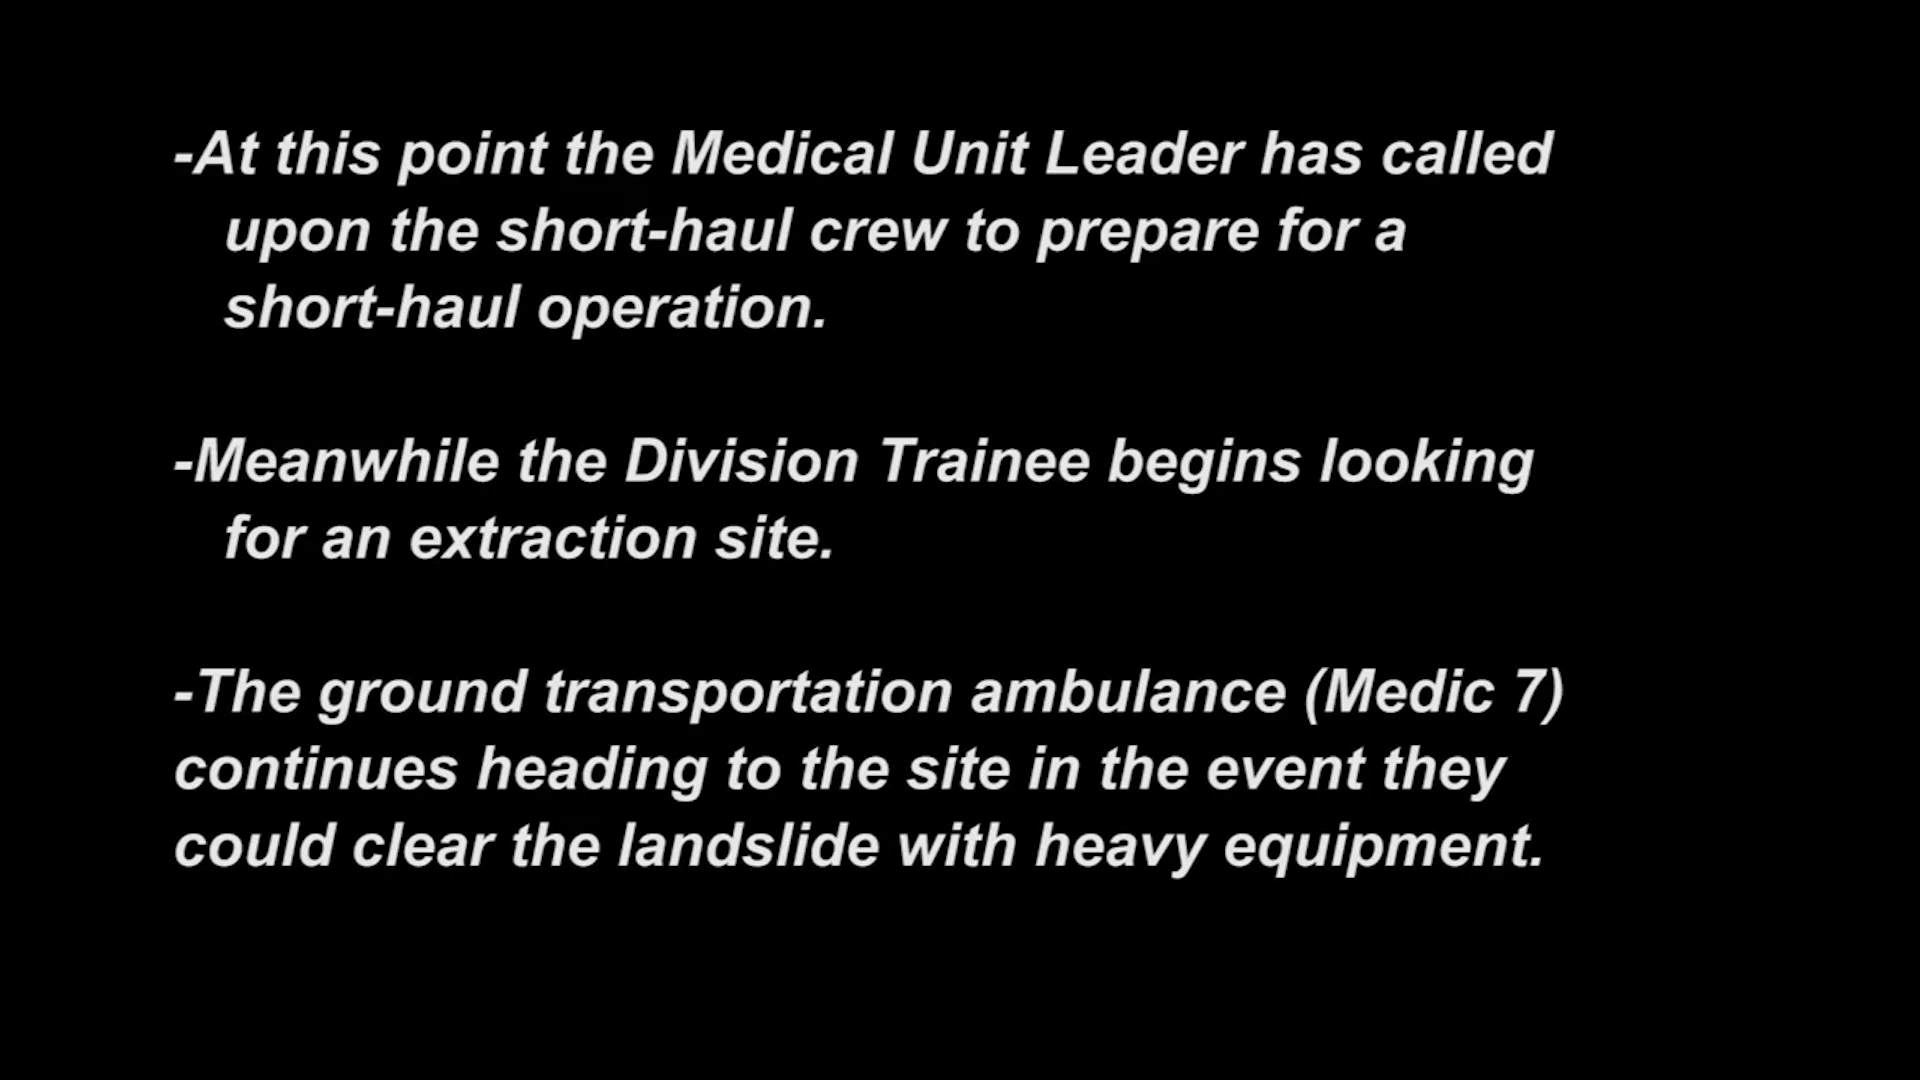 -At this point the Medical Unit Leader has called
upon the short-haul crew to prepare for a
short-haul operation.
-Meanwhile the Division Trainee begins looking
for an extraction site.
-The ground transportation ambulance (Medic 7)
continues heading to the site in the event they
could clear the landslide with heavy equipment.